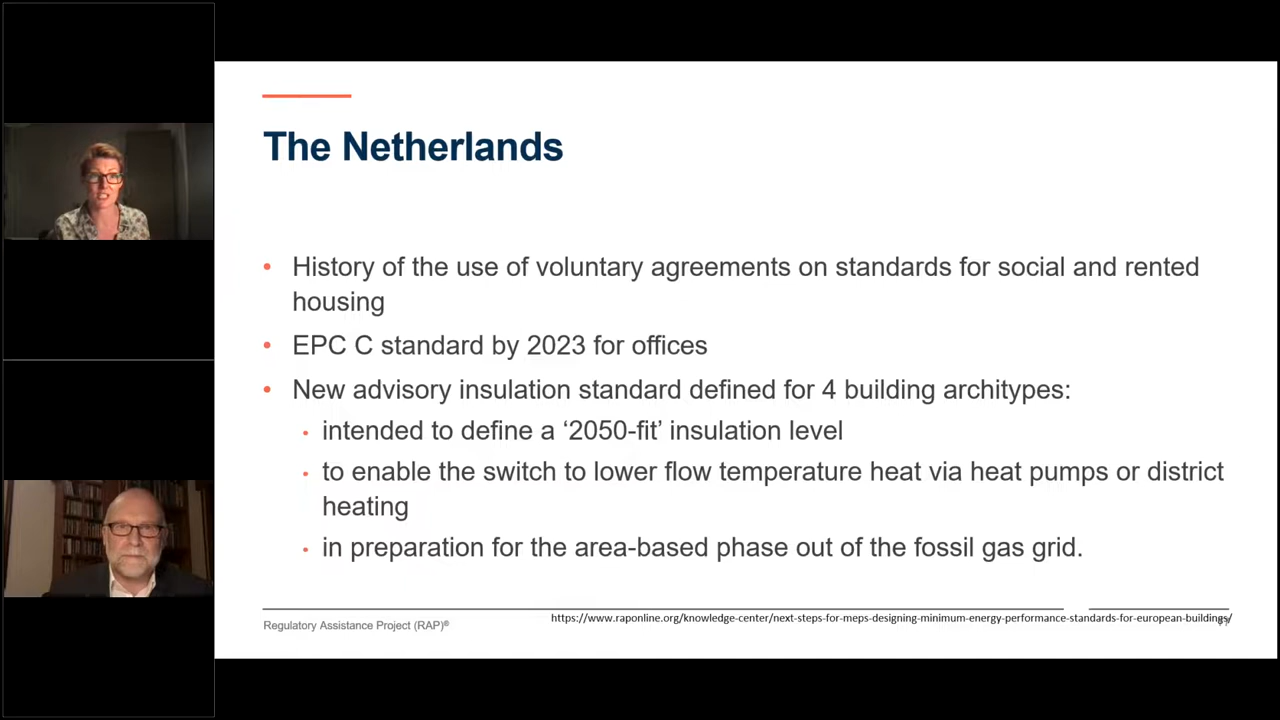 The Netherlands
• History of the use of voluntary agreements on standards for social and rented
housing
• EPC C standard by 2023 for offices
• New advisory insulation standard defined for 4 building architypes:
• intended to define a ‘2050-fit’ insulation level
• to enable the switch to lower flow temperature heat via heat pumps or district
heating
• in preparation for the area-based phase out of the fossil gas grid.
Regulatory Assistance Project (RAP)®
https://www.raponline.org/knowledge-center/next-steps-for-meps-designing-minimum-energy-performance-standards-for-european-buildings/